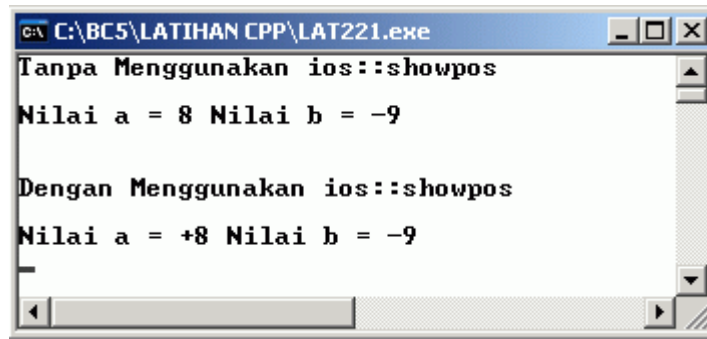 C:\BC5\LATIHAN CPP\LAT221.exe
Tanpa Menggunakan ios::showpos
Nilai a = 8 Nilai b = -9
Dengan Menggunakan ios::showpos
Nilai a = +8 Nilai b = -9